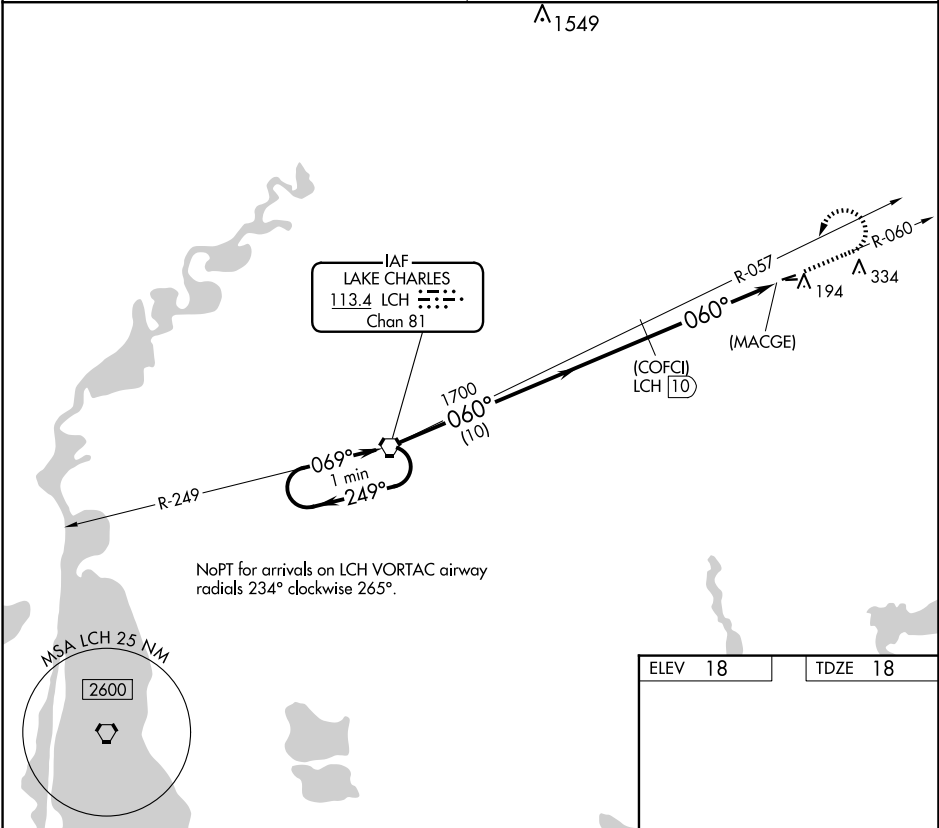 1549
IAF
LAKE CHARLES
113.4 LCH
Chan 81
R-057
R-060
334
194
060°
(MACGE)
(COFCI)
LCH 10
1700
060°
(10)
069°
1 min
249°
R-249
NoPT for arrivals on LCH VORTAC airway
radials 234° clockwise 265°.
MSA LCH 25 NM
2600
ELEV 18
TDZE 18